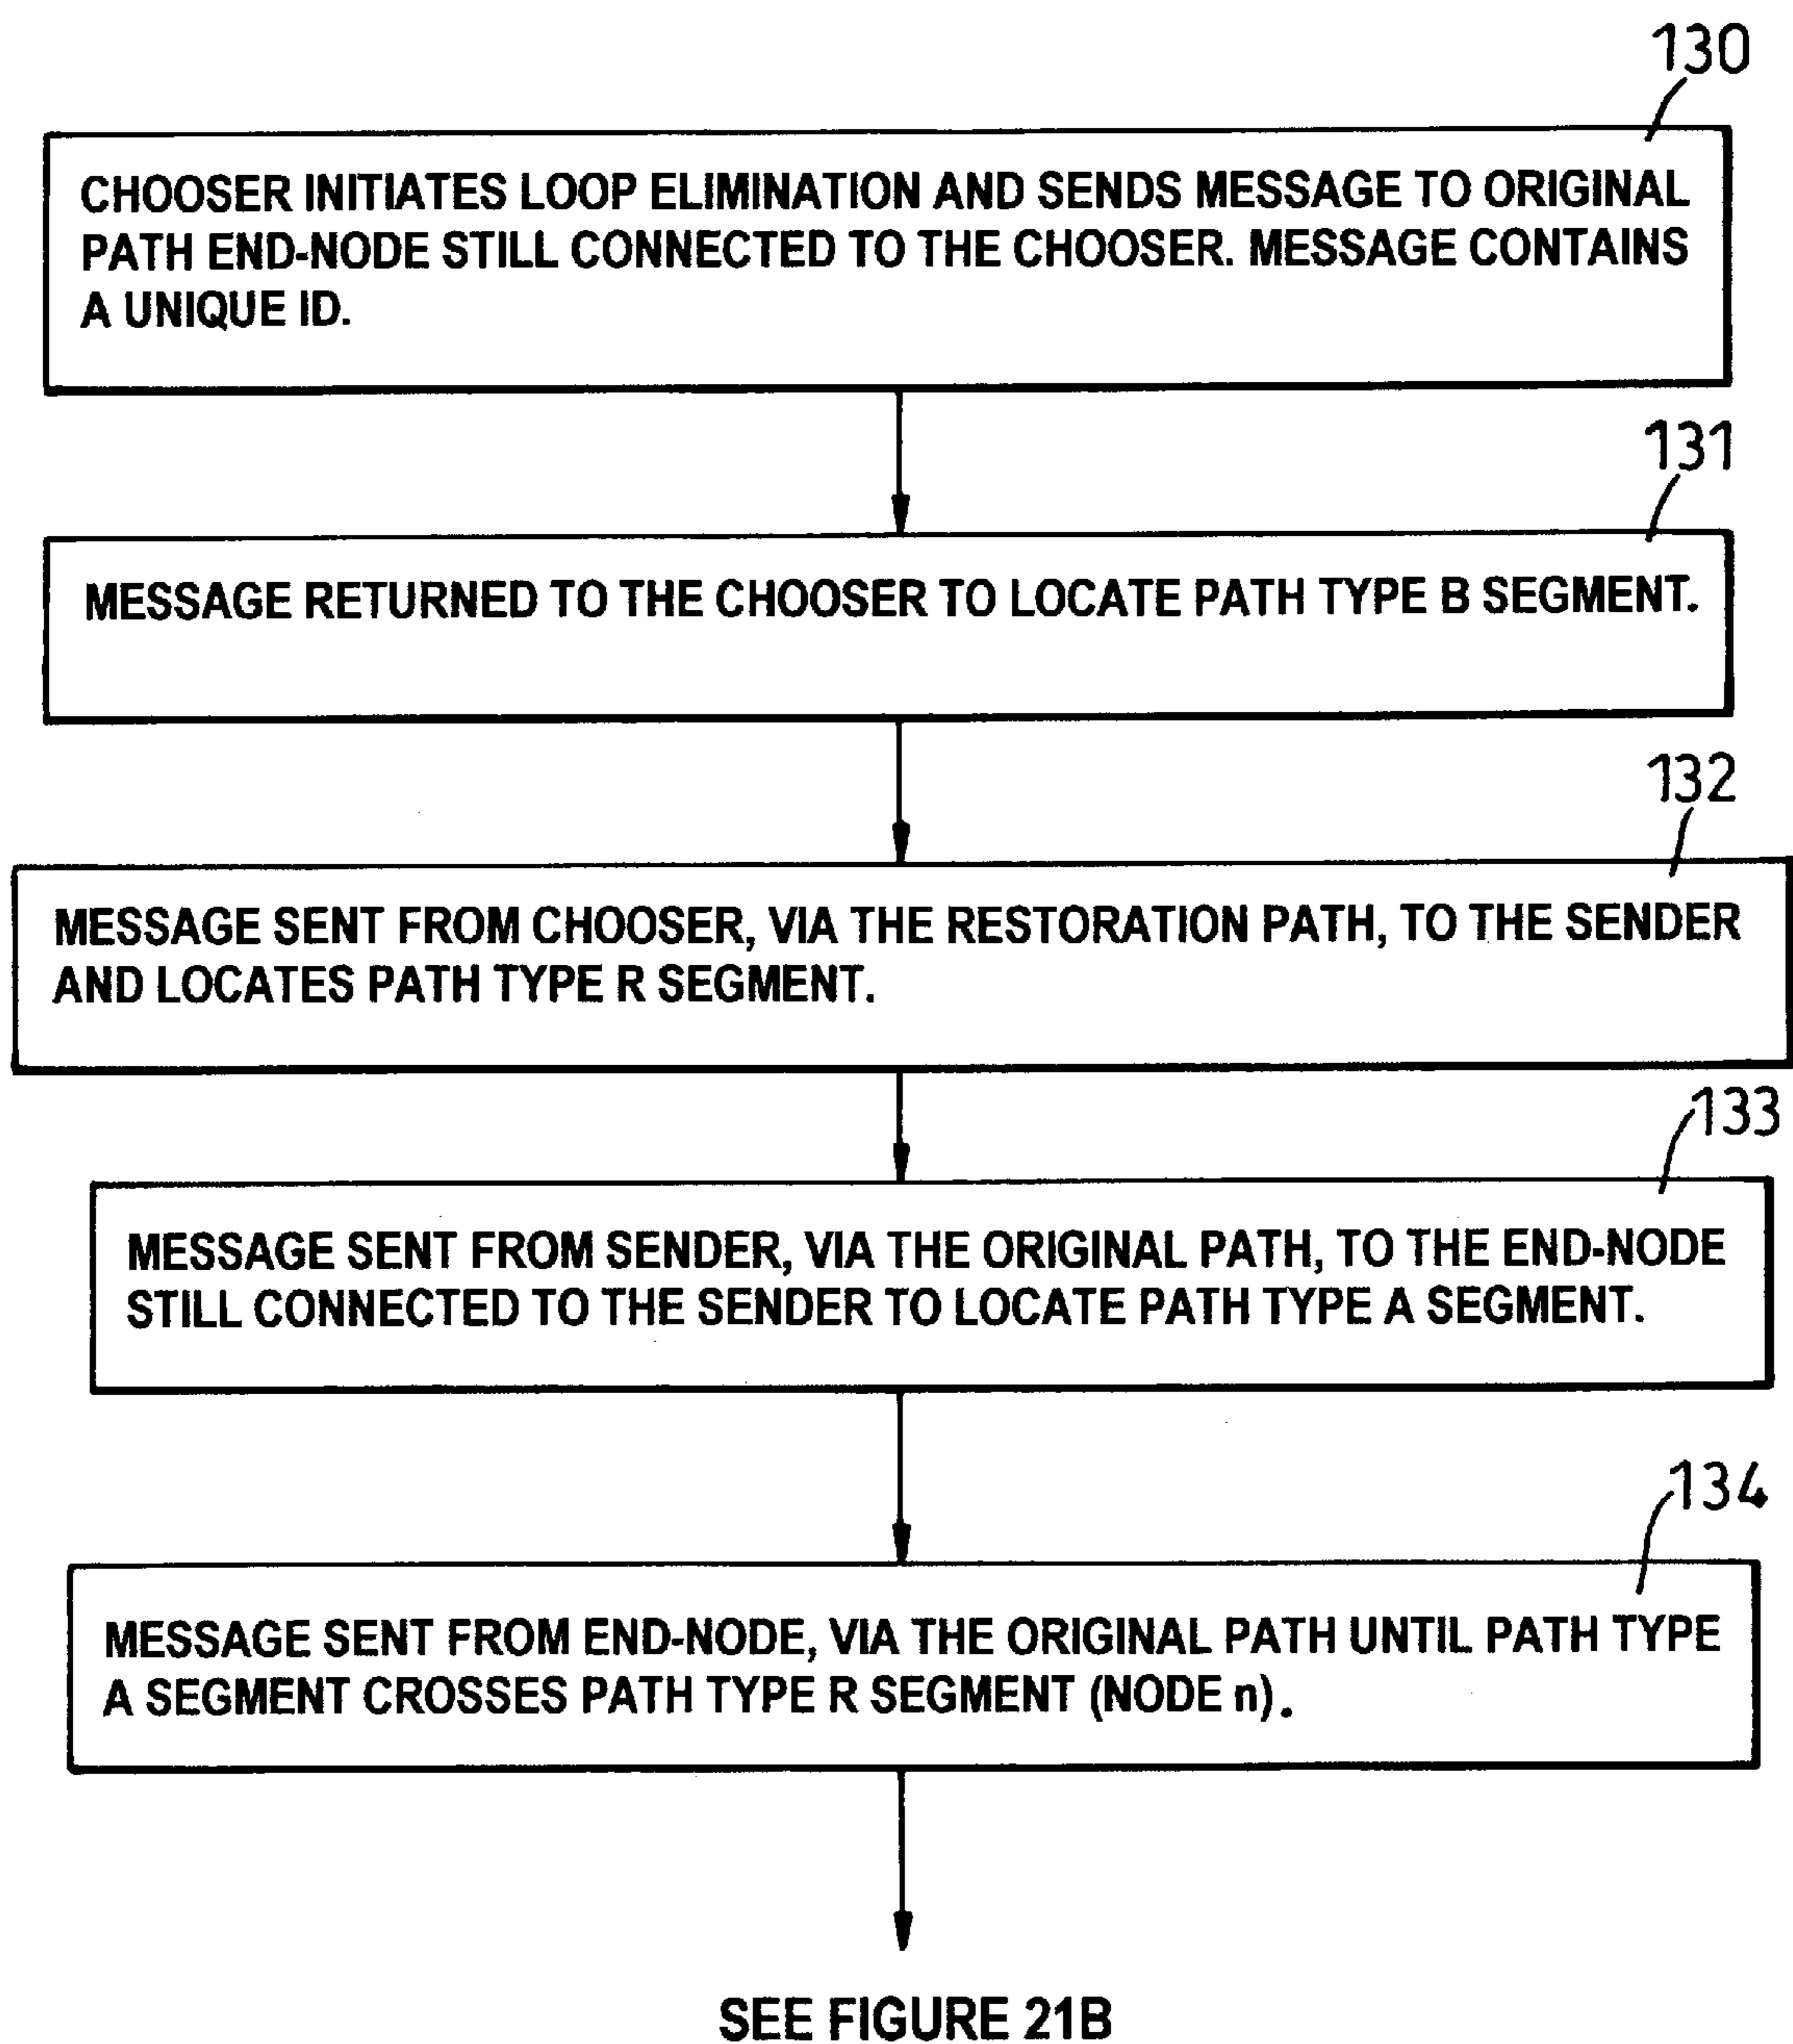 130
CHOOSER INITIATES LOOP ELIMINATION AND SENDS MESSAGE TO ORIGINAL
PATH END-NODE STILL CONNECTED TO THE CHOOSER. MESSAGE CONTAINS
A UNIQUE ID.
131
MESSAGE RETURNED TO THE CHOOSER TO LOCATE PATH TYPE B SEGMENT.
132
MESSAGE SENT FROM CHOOSER, VIA THE RESTORATION PATH, TO THE SENDER
AND LOCATES PATH TYPE R SEGMENT.
133
MESSAGE SENT FROM SENDER, VIA THE ORIGINAL PATH, TO THE END-NODE
STILL CONNECTED TO THE SENDER TO LOCATE PATH TYPE A SEGMENT.
134
MESSAGE SENT FROM END-NODE, VIA THE ORIGINAL PATH UNTIL PATH TYPE
A SEGMENT CROSSES PATH TYPE R SEGMENT (NODE n).
SEE FIGURE 21B